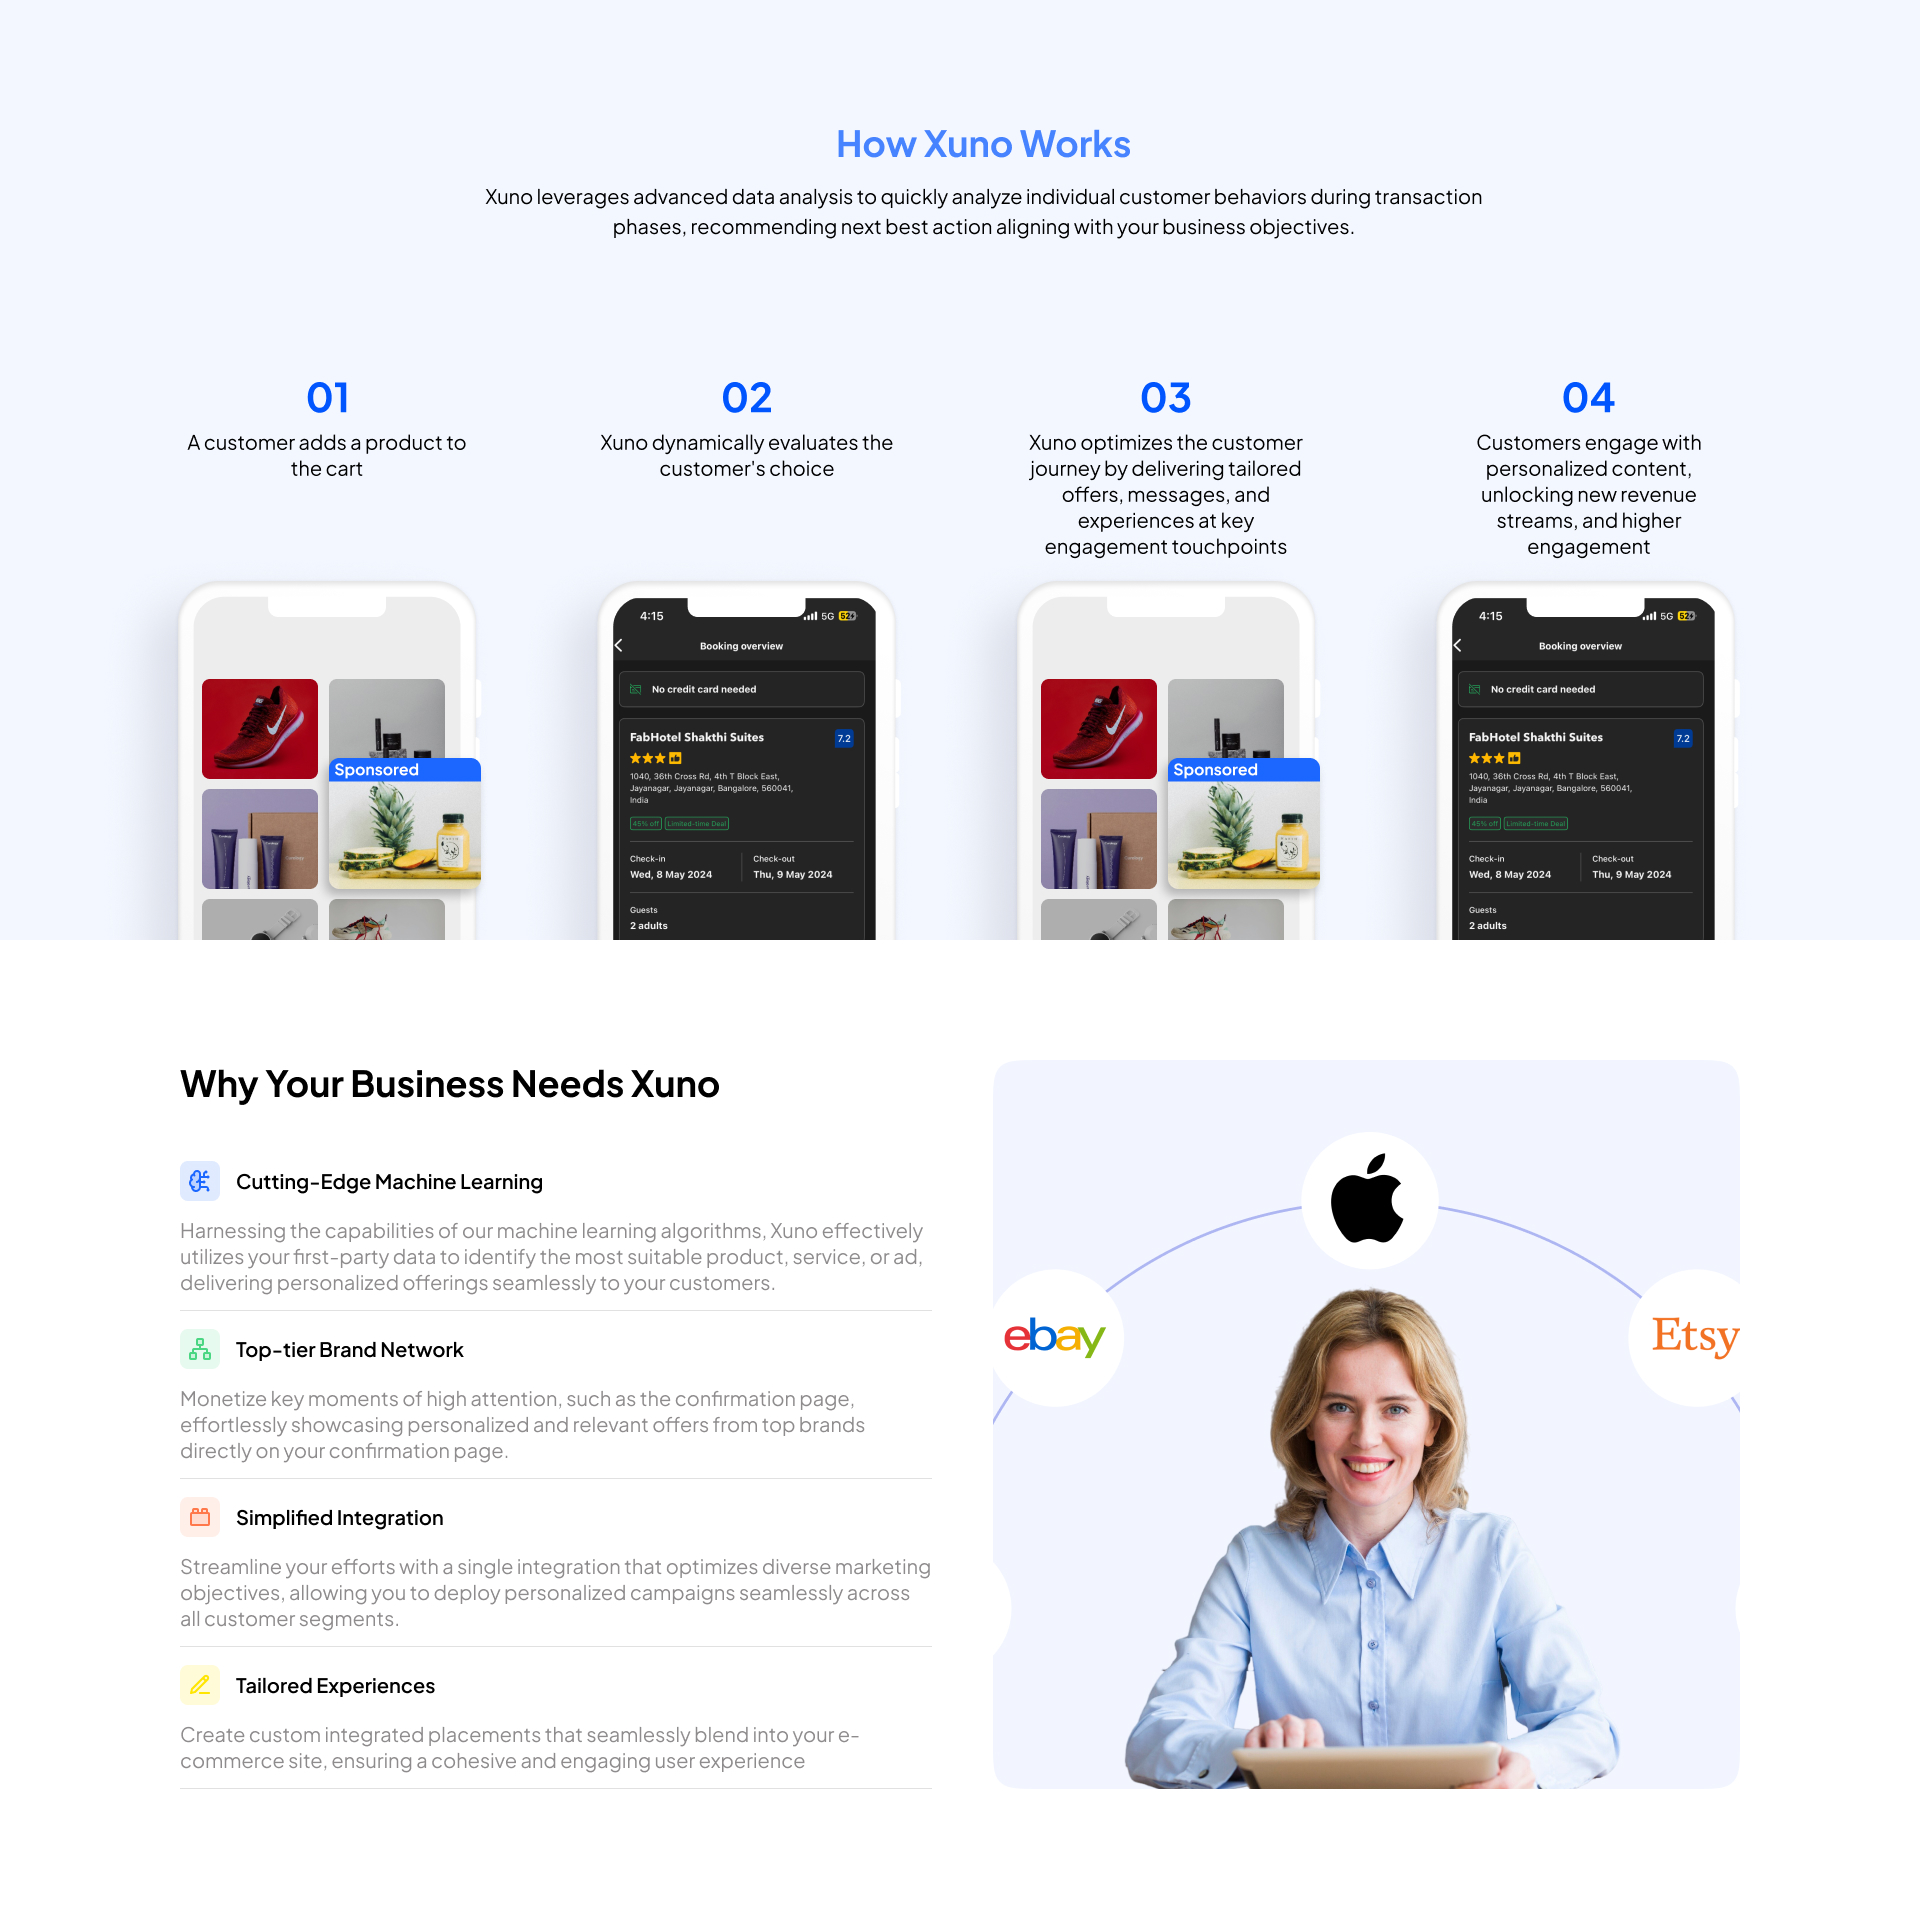 How Xuno Works
Xuno leverages advanced data analysis to quickly analyze individual customer behaviors during transaction
phases, recommending next best action aligning with your business objectives.
01
A customer adds a product to
the cart
02
Xuno dynamically evaluates the
customer's choice
03
Xuno optimizes the customer
journey by delivering tailored
offers, messages, and
experiences at key
engagement touchpoints
04
Customers engage with
personalized content,
unlocking new revenue
streams, and higher
engagement
Sponsored
4:15
5G 62
Booking overview
No credit card needed
FabHotel Shakthi Suites
7.2
1040, 36th Cross Rd, 4th T Block East,
Jayanagar, Jayanagar, Bangalore, 560041,
India
45% off Limited-time Deal
Check-in
Wed, 8 May 2024
Check-out
Thu, 9 May 2024
Guests
2 adults
Sponsored
4:15
5G 62
Booking overview
No credit card needed
FabHotel Shakthi Suites
7.2
1040, 36th Cross Rd, 4th T Block East,
Jayanagar, Jayanagar, Bangalore, 560041,
India
45% off Limited-time Deal
Check-in
Wed, 8 May 2024
Check-out
Thu, 9 May 2024
Guests
2 adults
Why Your Business Needs Xuno
Cutting-Edge Machine Learning
Harnessing the capabilities of our machine learning algorithms, Xuno effectively
utilizes your first-party data to identify the most suitable product, service, or ad,
delivering personalized offerings seamlessly to your customers.
Top-tier Brand Network
Monetize key moments of high attention, such as the confirmation page,
effortlessly showcasing personalized and relevant offers from top brands
directly on your confirmation page.
Simplified Integration
Streamline your efforts with a single integration that optimizes diverse marketing
objectives, allowing you to deploy personalized campaigns seamlessly across
all customer segments.
Tailored Experiences
Create custom integrated placements that seamlessly blend into your e-
commerce site, ensuring a cohesive and engaging user experience
ebay
Etsy